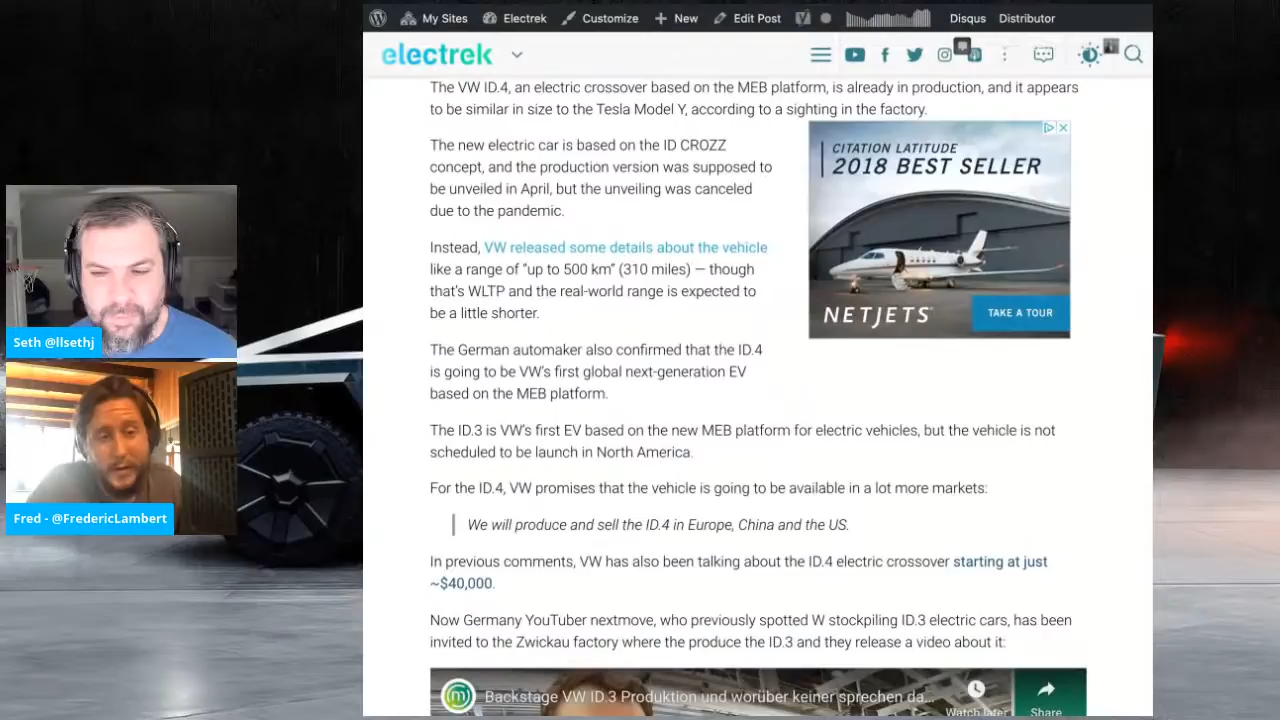 My Sites
Electrek
Customize
New
Edit Post
Disqus
Distributor
electrek
The VW ID.4, an electric crossover based on the MEB platform, is already in production, and it appears
to be similar in size to the Tesla Model Y, according to a sighting in the factory.
The new electric car is based on the ID CROZZ
concept, and the production version was supposed to
be unveiled in April, but the unveiling was canceled
due to the pandemic.
Instead, VW released some details about the vehicle
like a range of “up to 500 km” (310 miles) — though
that's WLTP and the real-world range is expected to
be a little shorter.
The German automaker also confirmed that the ID.4
is going to be VW's first global next-generation EV
based on the MEB platform.
CITATION LATITUDE
2018 BEST SELLER
NETJETS
TAKE A TOUR
The ID.3 is VW's first EV based on the new MEB platform for electric vehicles, but the vehicle is not
scheduled to be launch in North America.
For the ID.4, VW promises that the vehicle is going to be available in a lot more markets:
We will produce and sell the ID.4 in Europe, China and the US.
In previous comments, VW has also been talking about the ID.4 electric crossover starting at just
~$40,000.
Now Germany YouTuber nextmove, who previously spotted W stockpiling ID.3 electric cars, has been
invited to the Zwickau factory where the produce the ID.3 and they release a video about it:
Backstage VW ID.3 Produktion und worüber keiner sprechen da...
Watch later
Share
Seth @llsethj
Fred - @FredericLambert